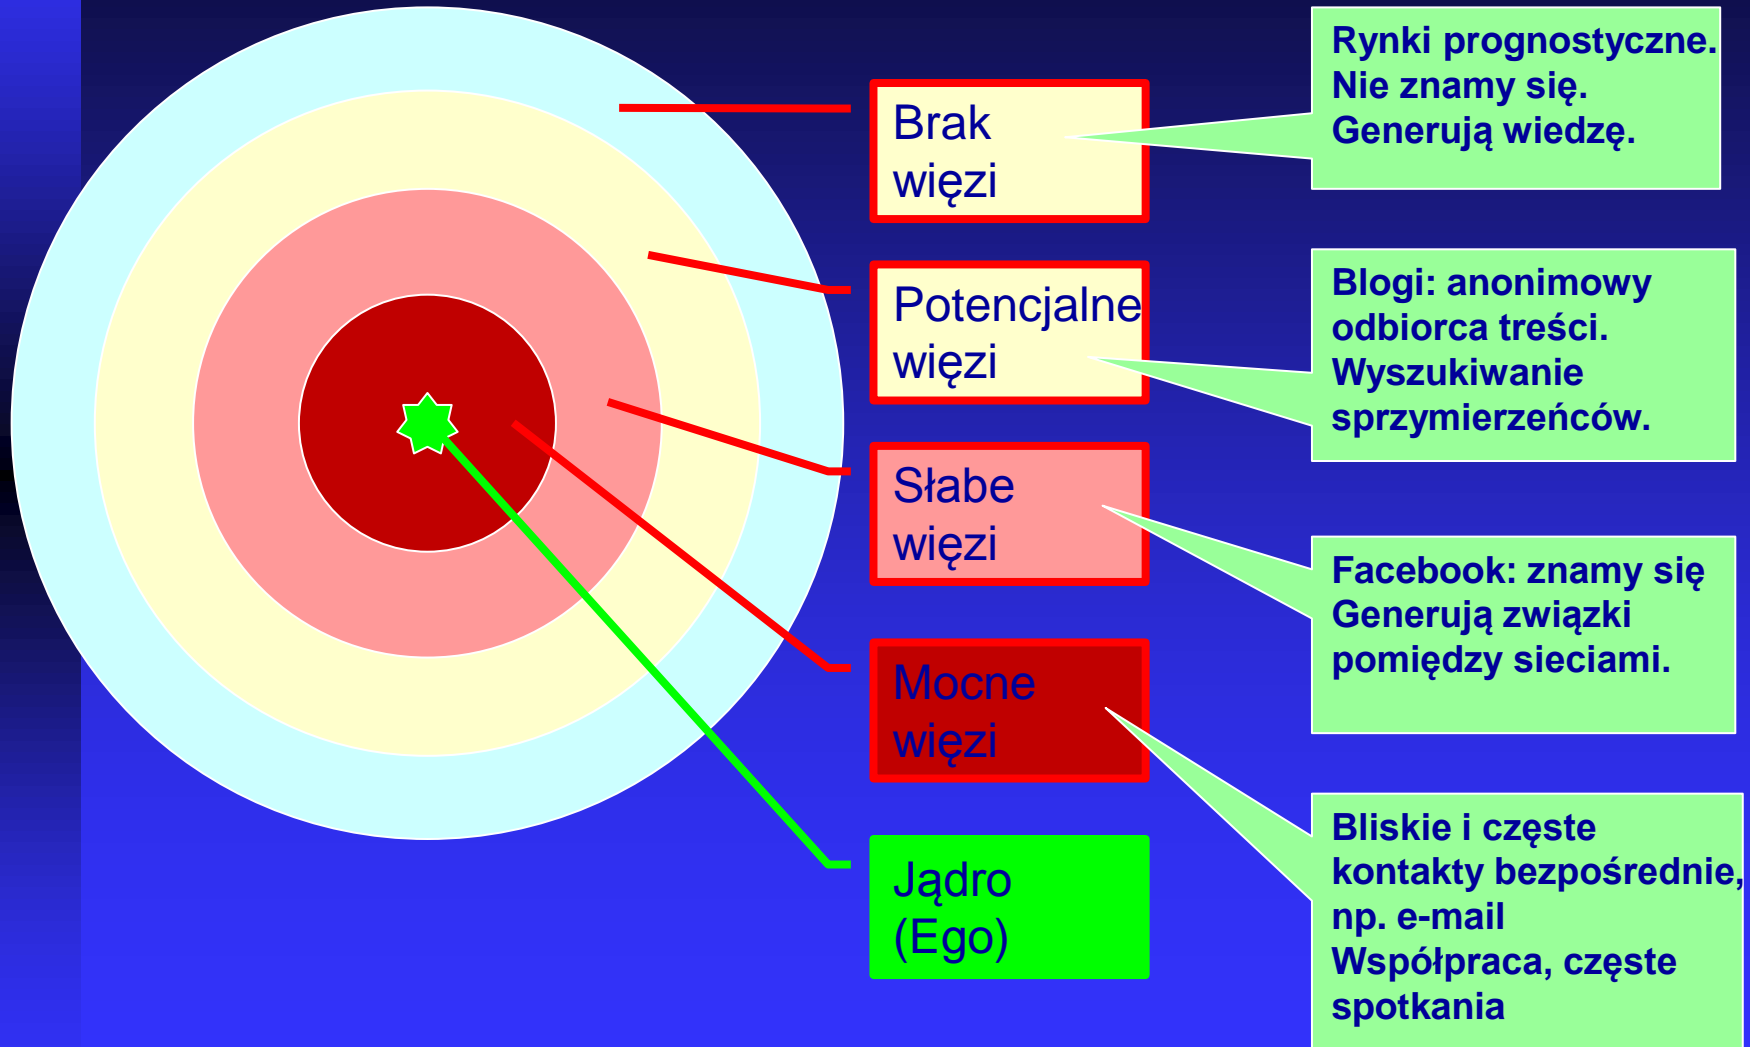 Brak
więzi
Rynki prognostyczne.
Nie znamy się.
Generują wiedzę.
Potencjalne
więzi
Blogi: anonimowy
odbiorca treści.
Wyszukiwanie
sprzymierzeńców.
Słabe
więzi
Facebook: znamy się
Generują związki
pomiędzy sieciami.
Mocne
więzi
Bliskie i częste
kontakty bezpośrednie,
np. e-mail
Współpraca, częste
spotkania
Jądro
(Ego)